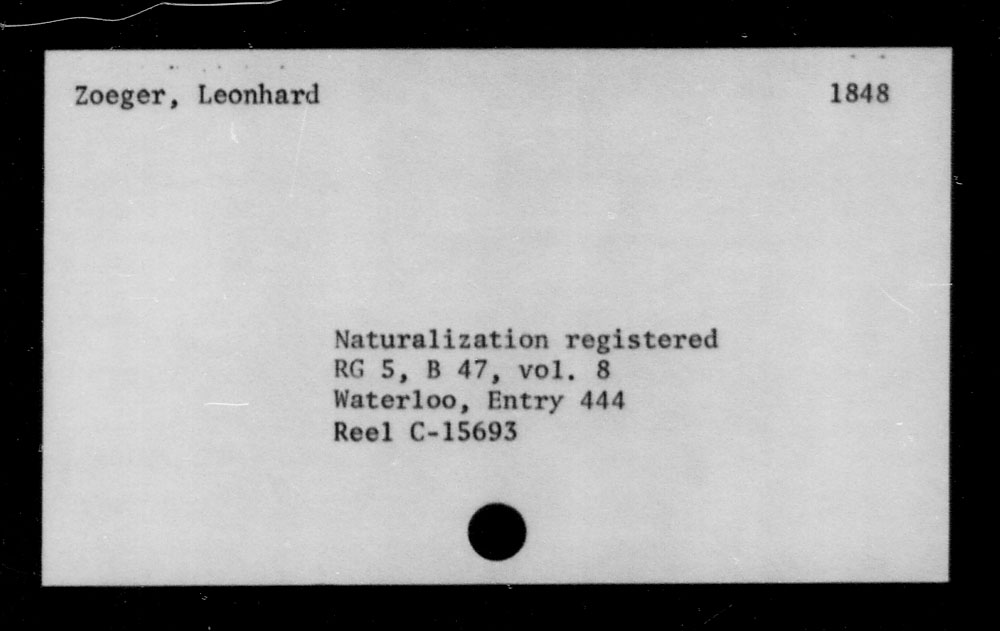 Zoeger, Leonhard 1848
Naturalization registered
RG 5, B 47, vol. 8
Waterloo, Entry 444
Reel C-15693